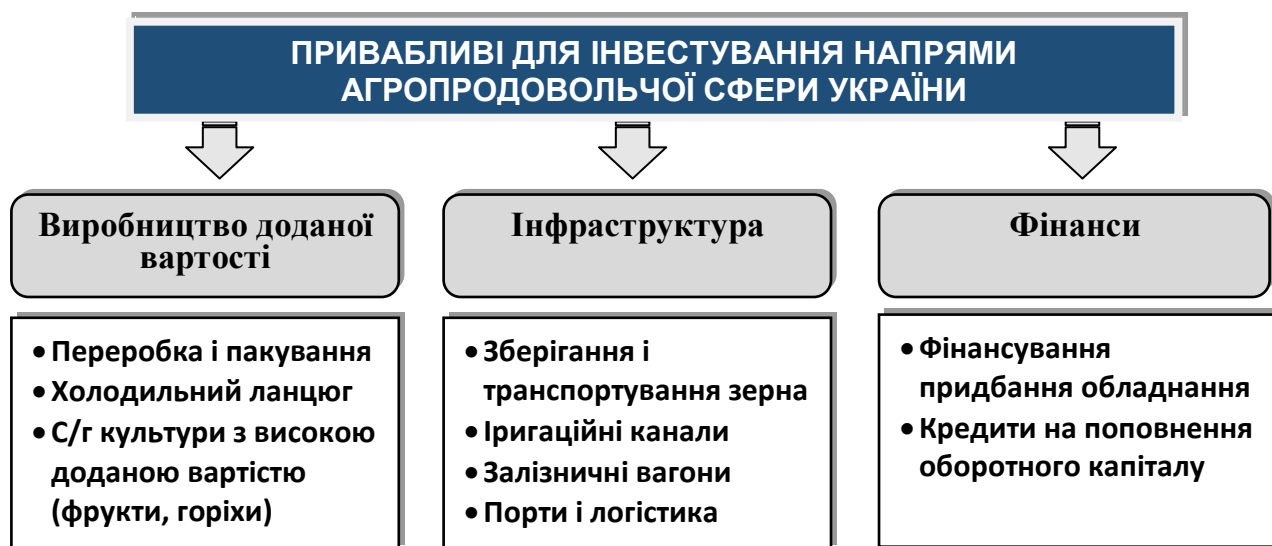 ПРИВАБЛИВІ ДЛЯ ІНВЕСТУВАННЯ НАПРЯМИ
АГРОПРОДОВОЛЬЧОЇ СФЕРИ УКРАЇНИ
Виробництво доданої
вартості
• Переробка і пакування
• Холодильний ланцюг
• С/г культури з високою
доданою вартістю
(фрукти, горіхи)
Інфраструктура
• Зберігання і
транспортування зерна
• Іригаційні канали
• Залізничні вагони
• Порти і логістика
Фінанси
• Фінансування
придбання обладнання
• Кредити на поповнення
оборотного капіталу